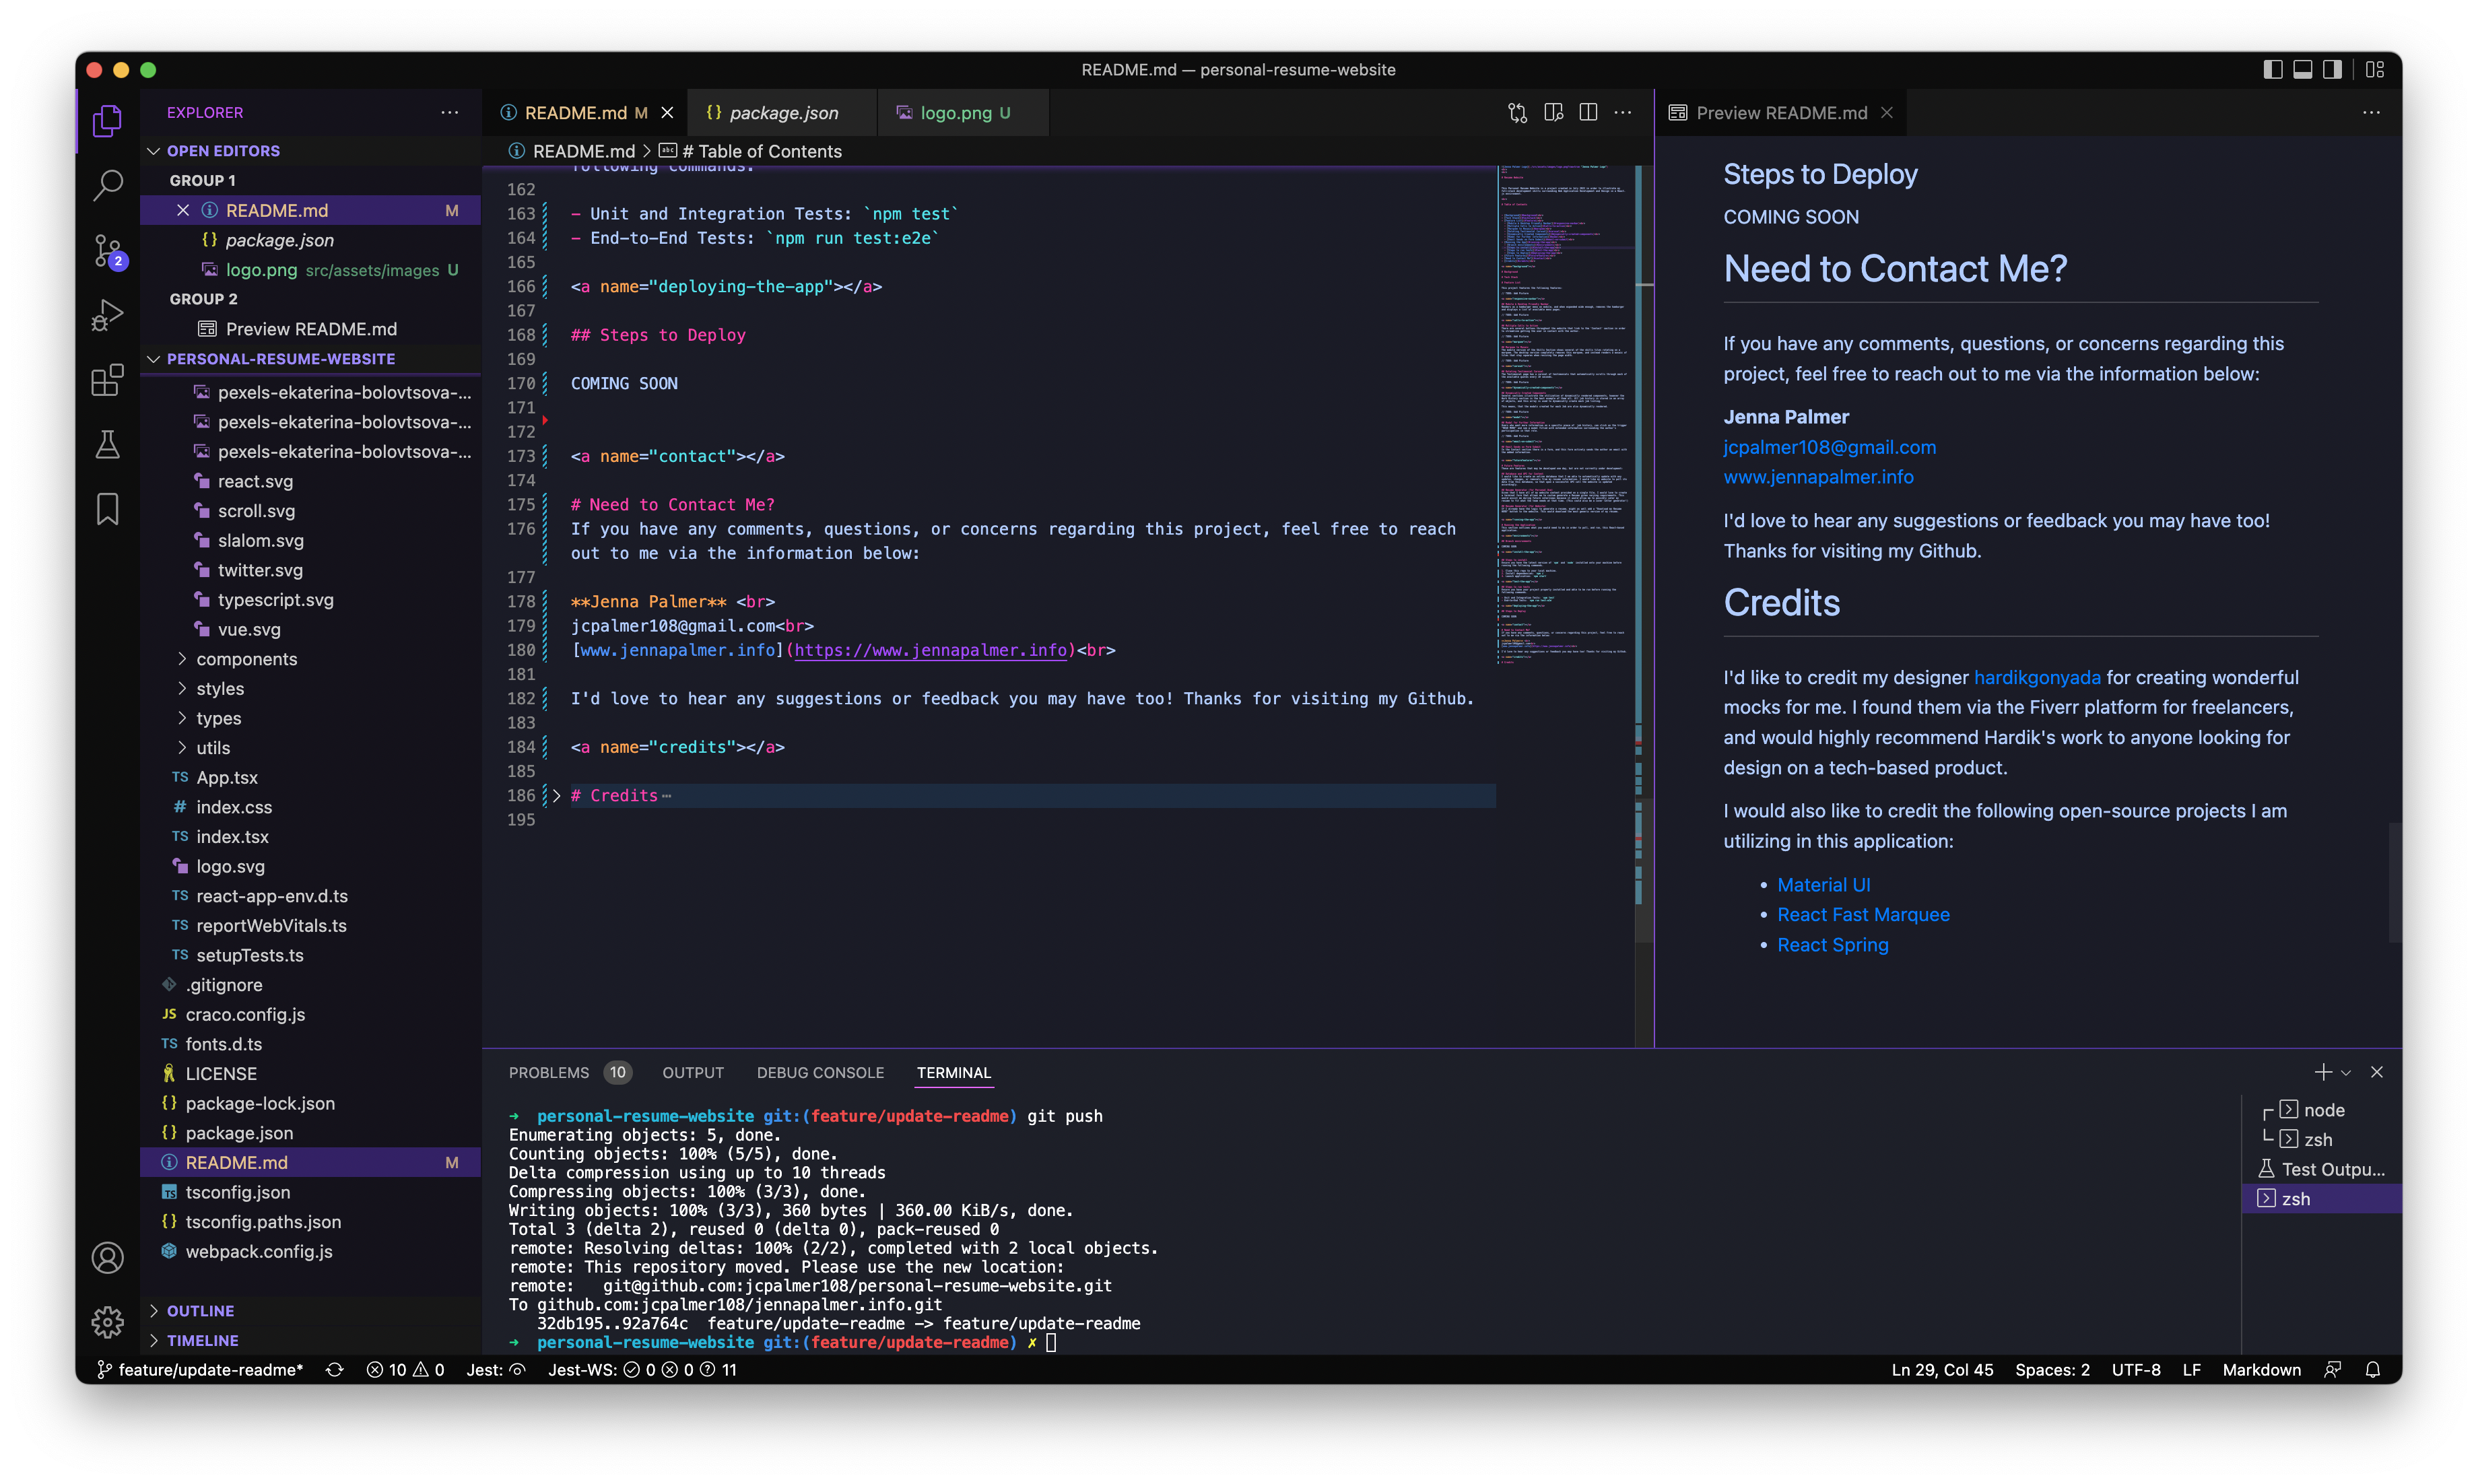 README.md — personal-resume-website
EXPLORER
OPEN EDITORS
GROUP 1
README.md M
package.json
logo.png src/assets/images U
GROUP 2
Preview README.md
PERSONAL-RESUME-WEBSITE
pexels-ekaterina-bolovtsova-...
pexels-ekaterina-bolovtsova-...
pexels-ekaterina-bolovtsova-...
react.svg
scroll.svg
slalom.svg
twitter.svg
typescript.svg
vue.svg
components
styles
types
utils
TS App.tsx
# index.css
TS index.tsx
logo.svg
TS react-app-env.d.ts
TS reportWebVitals.ts
TS setupTests.ts
.gitignore
JS craco.config.js
TS fonts.d.ts
LICENSE
{} package-lock.json
{} package.json
README.md M
TS tsconfig.json
{} tsconfig.paths.json
webpack.config.js
OUTLINE
TIMELINE
2
README.md M
{} package.json
logo.png U
README.md > abc # Table of Contents
following commands:
162
163 - Unit and Integration Tests: `npm test`
164 - End-to-End Tests: `npm run test:e2e`
165
166 <a name="deploying-the-app"></a>
167
168 ## Steps to Deploy
169
170 COMING SOON
171
172
173 <a name="contact"></a>
174
175 # Need to Contact Me?
176 If you have any comments, questions, or concerns regarding this project, feel free to reach
out to me via the information below:
177
178 **Jenna Palmer** <br>
179 jcpalmer108@gmail.com<br>
180 [www.jennapalmer.info](https://www.jennapalmer.info)<br>
181
182 I'd love to hear any suggestions or feedback you may have too! Thanks for visiting my Github.
183
184 <a name="credits"></a>
185
186 > # Credits ⋯
195
Preview README.md
Steps to Deploy
COMING SOON
Need to Contact Me?
If you have any comments, questions, or concerns regarding this
project, feel free to reach out to me via the information below:
Jenna Palmer
jcpalmer108@gmail.com
www.jennapalmer.info
I'd love to hear any suggestions or feedback you may have too!
Thanks for visiting my Github.
Credits
I'd like to credit my designer hardikgonyada for creating wonderful
mocks for me. I found them via the Fiverr platform for freelancers,
and would highly recommend Hardik's work to anyone looking for
design on a tech-based product.
I would also like to credit the following open-source projects I am
utilizing in this application:
• Material UI
• React Fast Marquee
• React Spring
PROBLEMS 10 OUTPUT DEBUG CONSOLE TERMINAL
➜ personal-resume-website git:(feature/update-readme) git push
Enumerating objects: 5, done.
Counting objects: 100% (5/5), done.
Delta compression using up to 10 threads
Compressing objects: 100% (3/3), done.
Writing objects: 100% (3/3), 360 bytes | 360.00 KiB/s, done.
Total 3 (delta 2), reused 0 (delta 0), pack-reused 0
remote: Resolving deltas: 100% (2/2), completed with 2 local objects.
remote: This repository moved. Please use the new location:
remote:   git@github.com:jcpalmer108/personal-resume-website.git
To github.com:jcpalmer108/jennapalmer.info.git
   32db195..92a764c  feature/update-readme -> feature/update-readme
➜ personal-resume-website git:(feature/update-readme) ✗
node
zsh
Test Outpu...
zsh
feature/update-readme* 10 0 Jest: Jest-WS: 0 0 11
Ln 29, Col 45 Spaces: 2 UTF-8 LF Markdown